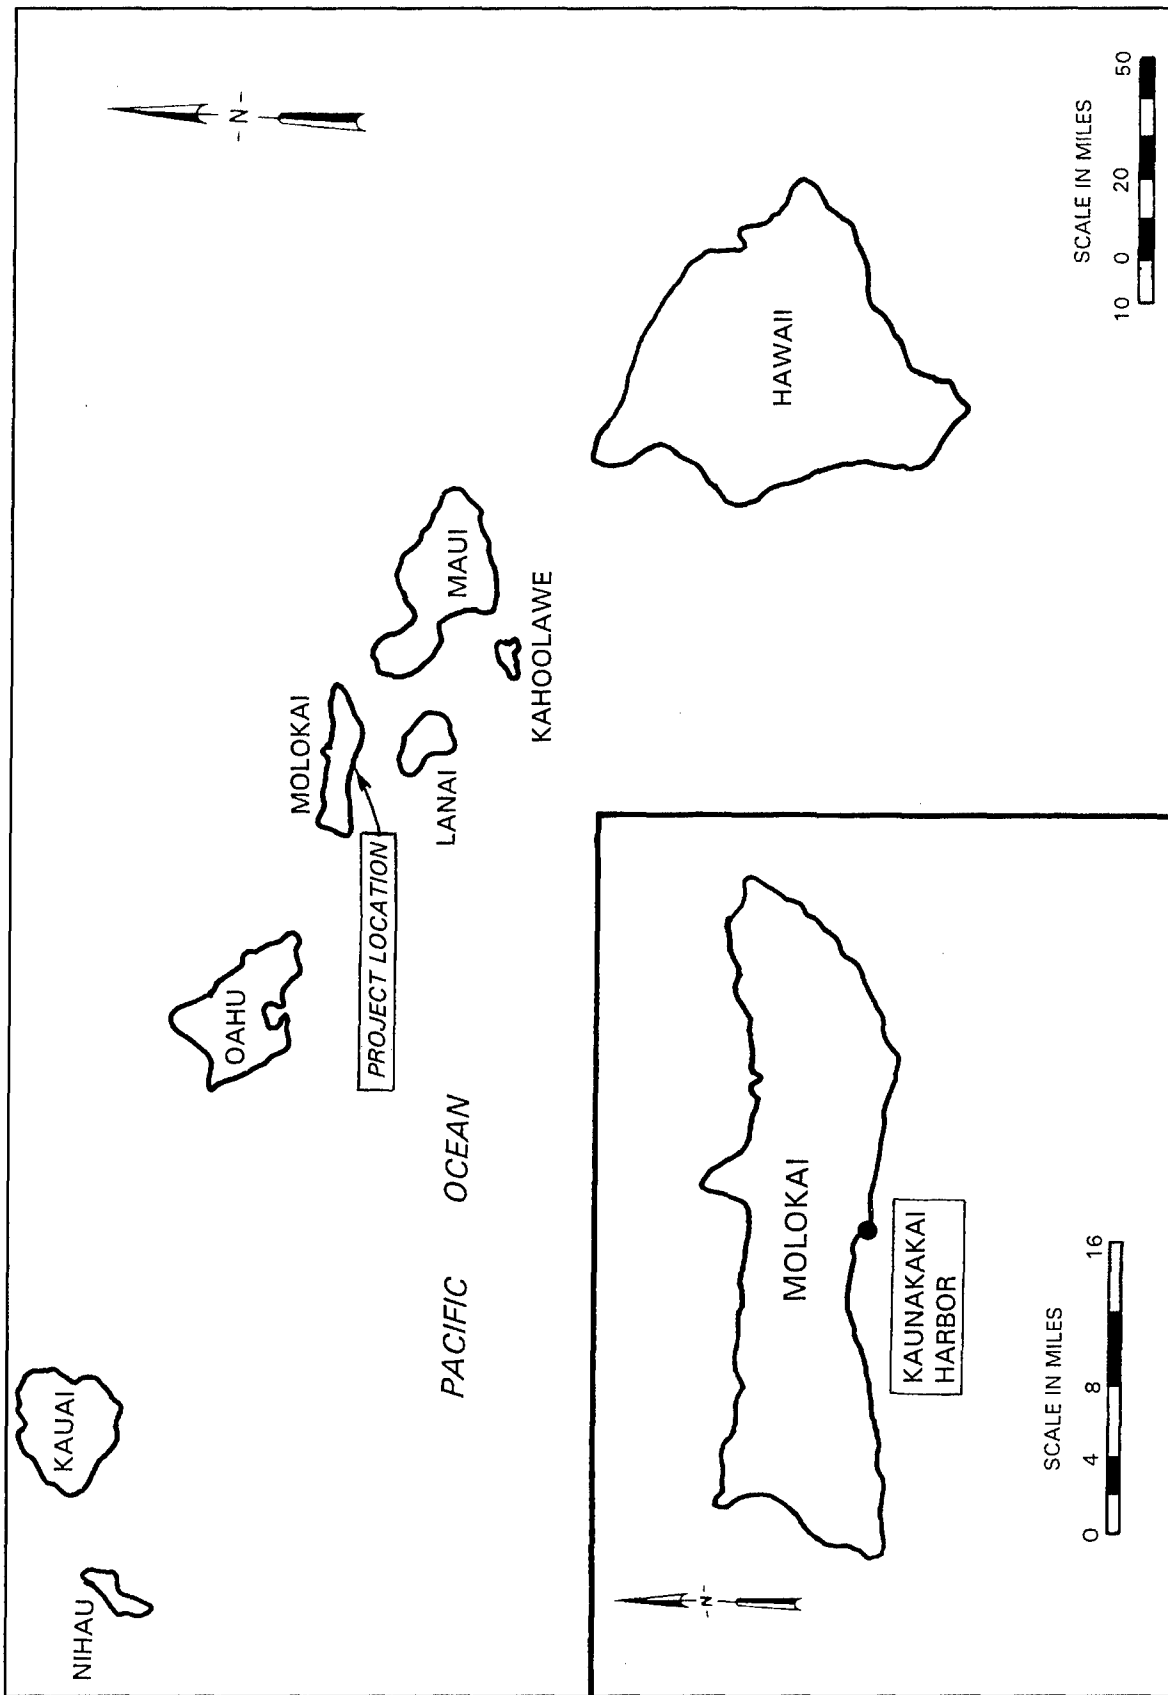 NIHAU
KAUAI
OAHU
MOLOKAI
PROJECT LOCATION
LANAI
MAUI
KAHOOLAWE
HAWAII
PACIFIC OCEAN
-N-
SCALE IN MILES
10 0 20 50
-N-
MOLOKAI
KAUNAKAKAI
HARBOR
SCALE IN MILES
0 4 8 16